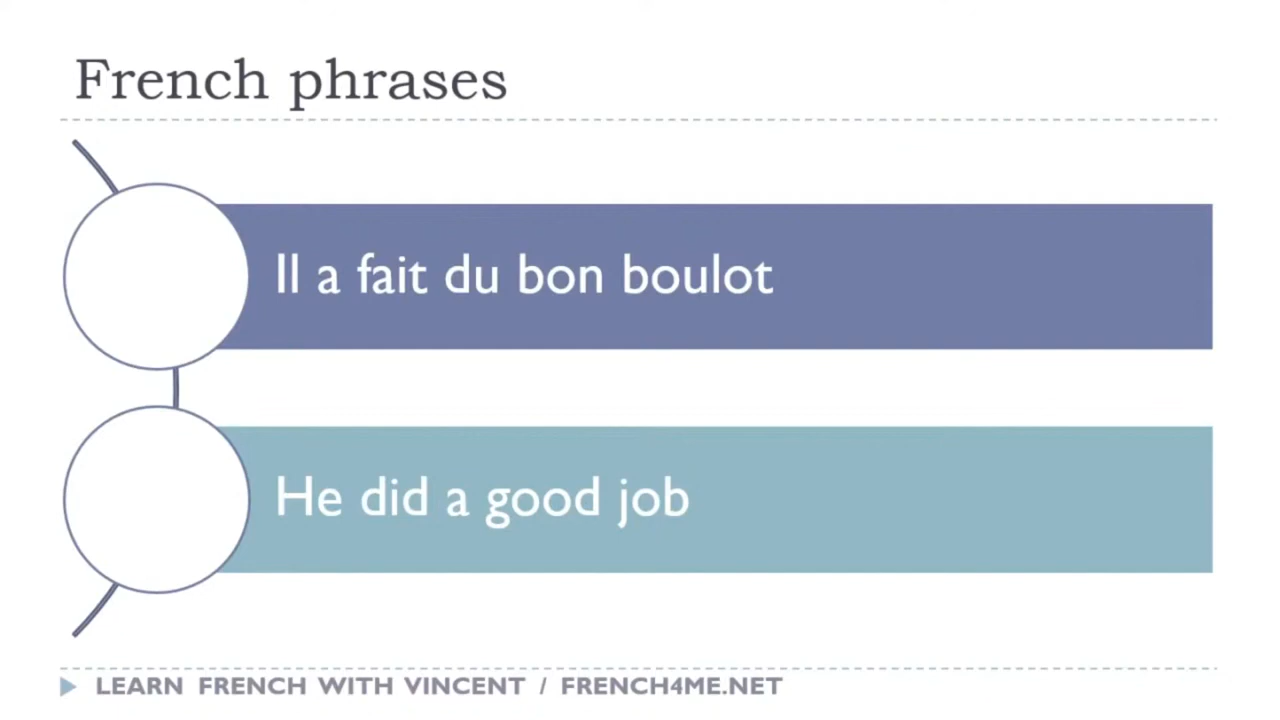 French phrases
Il a fait du bon boulot
He did a good job
LEARN FRENCH WITH VINCENT / FRENCH4ME.NET